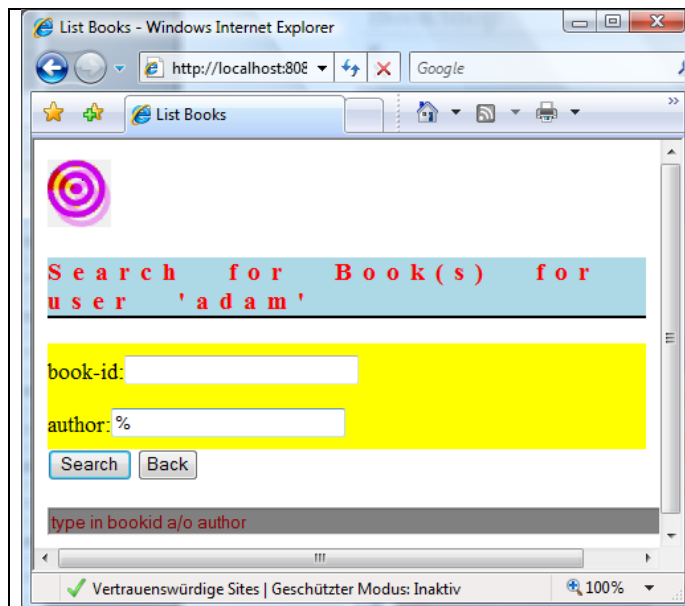 List Books - Windows Internet Explorer
http://localhost:808
Google
List Books
Search for Book(s) for
user 'adam'
book-id:
author: %
Search Back
type in bookid a/o author
Vertrauenswürdige Sites | Geschützter Modus: Inaktiv 100%